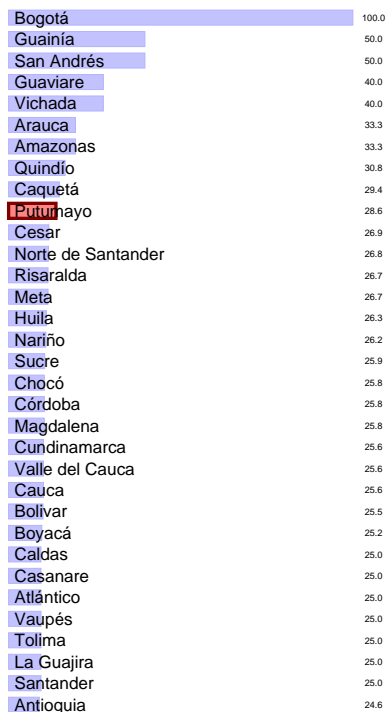 Bogotá 100.0
Guainía 50.0
San Andrés 50.0
Guaviare 40.0
Vichada 40.0
Arauca 33.3
Amazonas 33.3
Quindío 30.8
Caquetá 29.4
Putumayo 28.6
Cesar 26.9
Norte de Santander 26.8
Risaralda 26.7
Meta 26.7
Huila 26.3
Nariño 26.2
Sucre 25.9
Chocó 25.8
Córdoba 25.8
Magdalena 25.8
Cundinamarca 25.6
Valle del Cauca 25.6
Cauca 25.6
Bolivar 25.5
Boyacá 25.2
Caldas 25.0
Casanare 25.0
Atlántico 25.0
Vaupés 25.0
Tolima 25.0
La Guajira 25.0
Santander 25.0
Antioquia 24.6